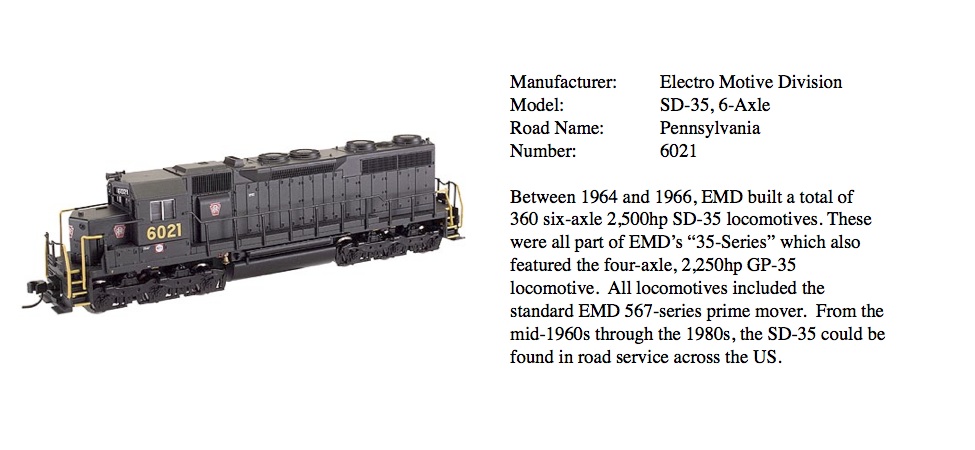 6021
Manufacturer: Electro Motive Division
Model: SD-35, 6-Axle
Road Name: Pennsylvania
Number: 6021
Between 1964 and 1966, EMD built a total of
360 six-axle 2,500hp SD-35 locomotives. These
were all part of EMD’s “35-Series” which also
featured the four-axle, 2,250hp GP-35
locomotive. All locomotives included the
standard EMD 567-series prime mover. From the
mid-1960s through the 1980s, the SD-35 could be
found in road service across the US.